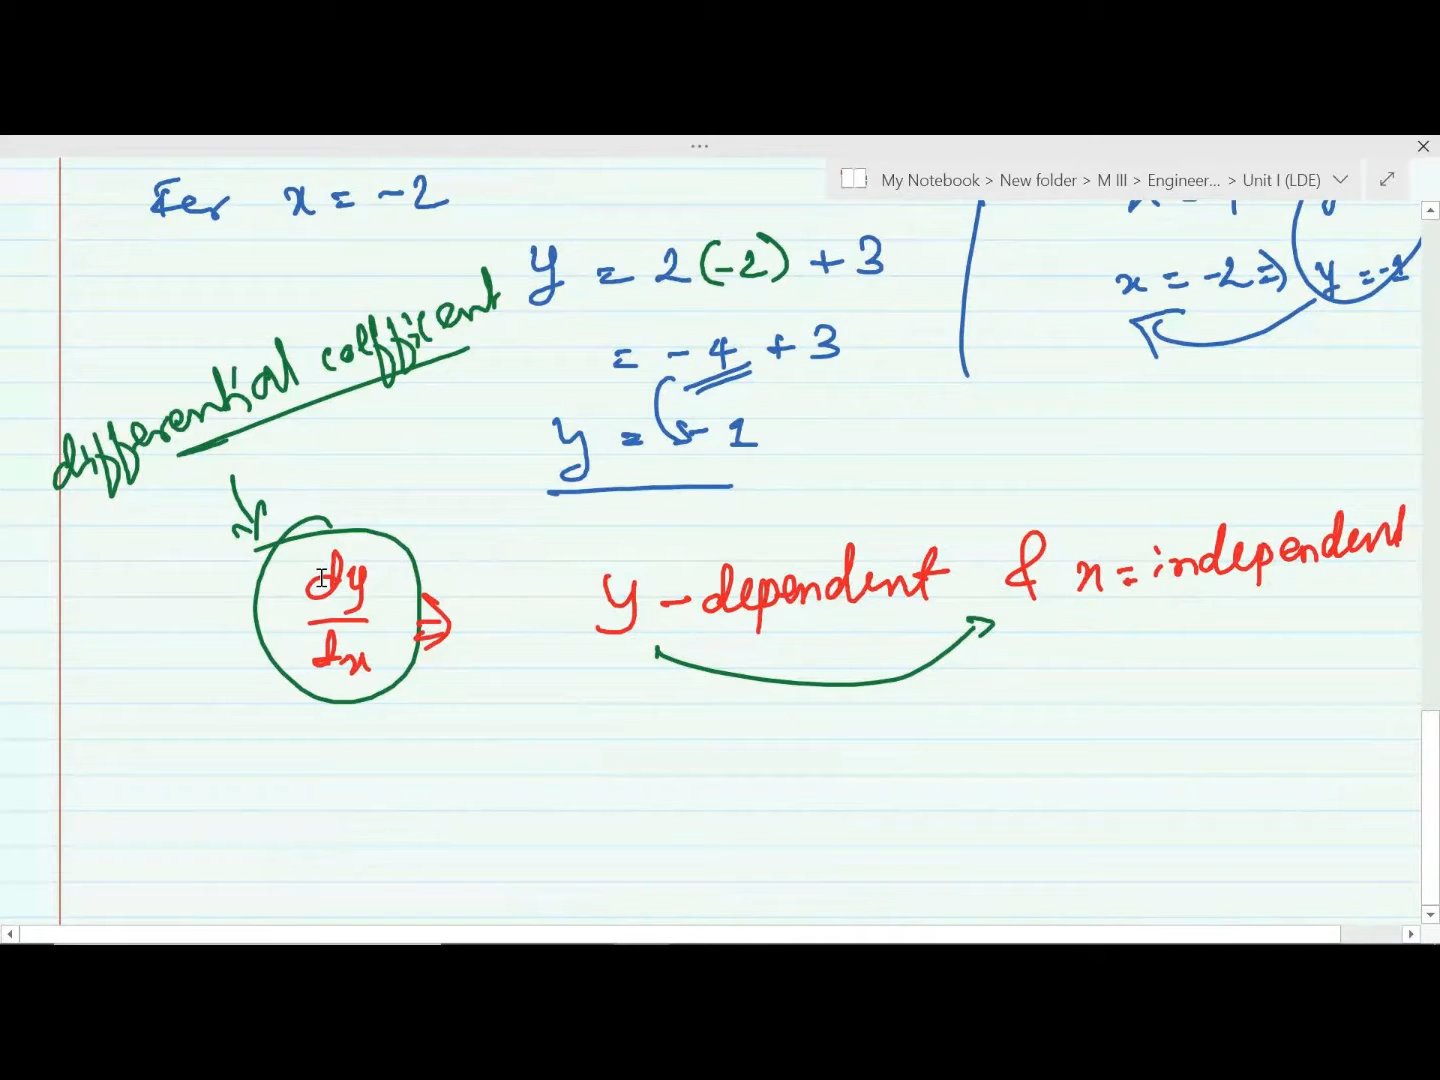 ...
My Notebook > New folder > M III > Engineer... > Unit I (LDE)
For x = -2
y = 2(-2) + 3
x = -2 ⇒ y = -1
= -4 + 3
y = -1
differential coefficient
dy/dx ⇒ y - dependent & x = independent